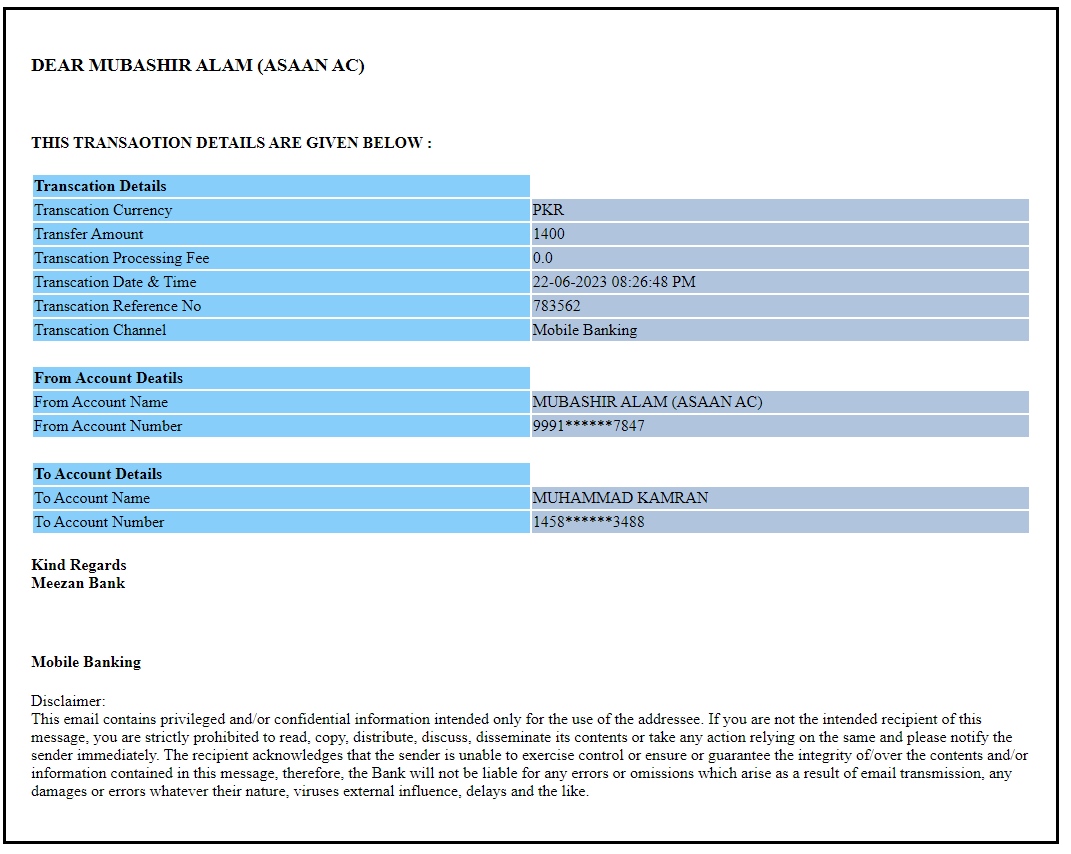 DEAR MUBASHIR ALAM (ASAAN AC)
THIS TRANSAOTION DETAILS ARE GIVEN BELOW :
Transcation Details
Transcation Currency PKR
Transfer Amount 1400
Transcation Processing Fee 0.0
Transcation Date & Time 22-06-2023 08:26:48 PM
Transcation Reference No 783562
Transcation Channel Mobile Banking
From Account Deatils
From Account Name MUBASHIR ALAM (ASAAN AC)
From Account Number 9991******7847
To Account Details
To Account Name MUHAMMAD KAMRAN
To Account Number 1458******3488
Kind Regards
Meezan Bank
Mobile Banking
Disclaimer:
This email contains privileged and/or confidential information intended only for the use of the addressee. If you are not the intended recipient of this
message, you are strictly prohibited to read, copy, distribute, discuss, disseminate its contents or take any action relying on the same and please notify the
sender immediately. The recipient acknowledges that the sender is unable to exercise control or ensure or guarantee the integrity of/over the contents and/or
information contained in this message, therefore, the Bank will not be liable for any errors or omissions which arise as a result of email transmission, any
damages or errors whatever their nature, viruses external influence, delays and the like.